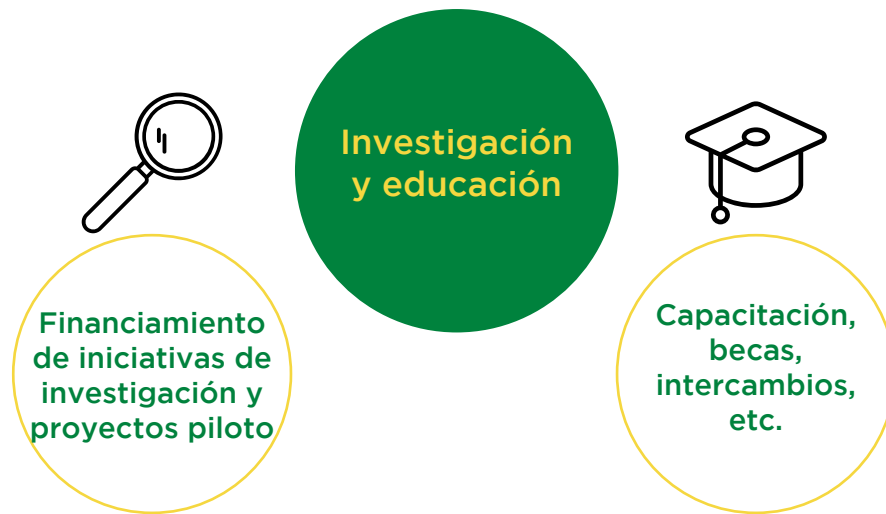 Investigación
y educación
Financiamiento
de iniciativas de
investigación y
proyectos piloto
Capacitación,
becas,
intercambios,
etc.